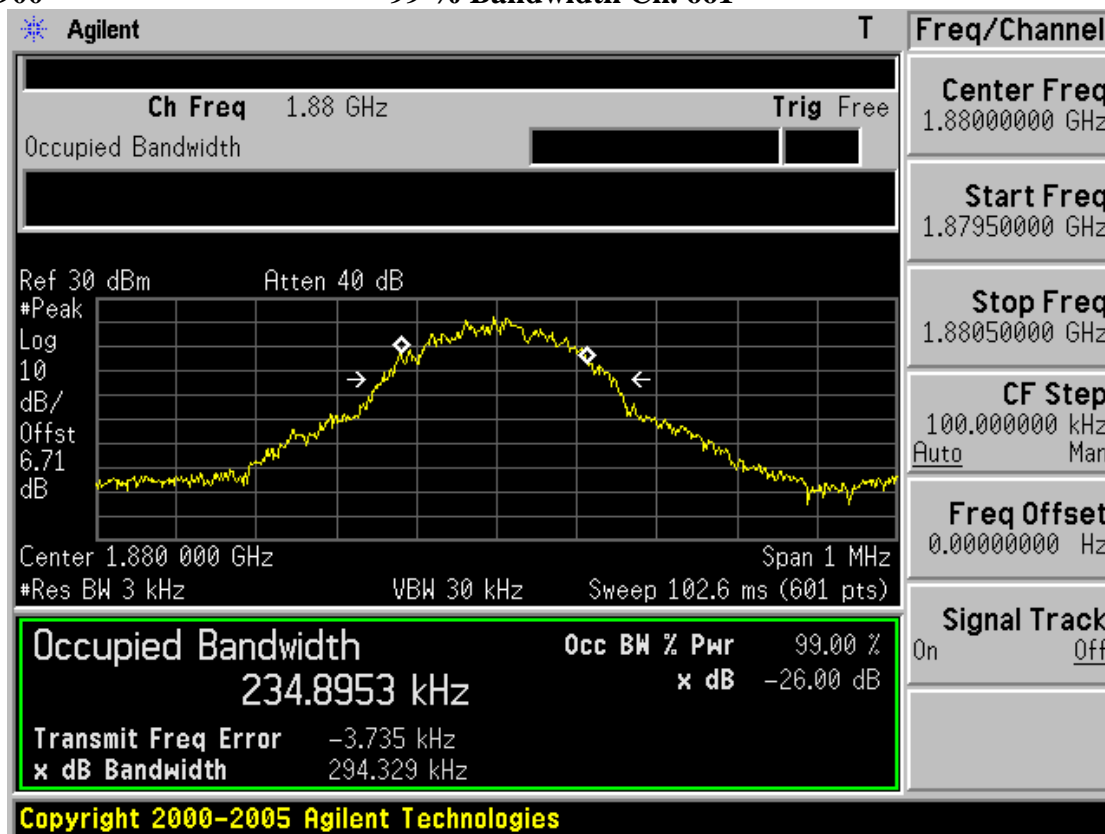 Agilent T
Freq/Channel
Ch Freq 1.88 GHz Trig Free
Occupied Bandwidth
Center Freq
1.88000000 GHz
Start Freq
1.87950000 GHz
Stop Freq
1.88050000 GHz
CF Step
100.000000 kHz
Auto Man
Freq Offset
0.00000000 Hz
Signal Track
On Off
Ref 30 dBm Atten 40 dB
#Peak
Log
10
dB/
Offst
6.71
dB
Center 1.880 000 GHz Span 1 MHz
#Res BW 3 kHz VBW 30 kHz Sweep 102.6 ms (601 pts)
Occupied Bandwidth Occ BW % Pwr 99.00 %
234.8953 kHz x dB -26.00 dB
Transmit Freq Error -3.735 kHz
x dB Bandwidth 294.329 kHz
Copyright 2000-2005 Agilent Technologies